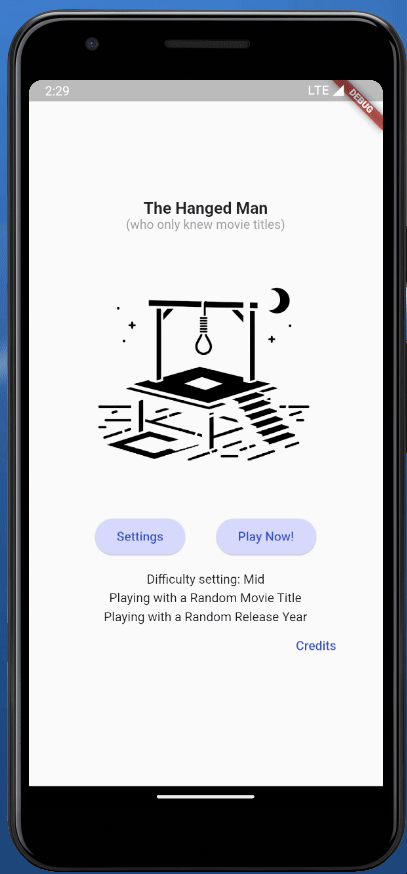 2:29
LTE
DEBUG
The Hanged Man
(who only knew movie titles)
Settings
Play Now!
Difficulty setting: Mid
Playing with a Random Movie Title
Playing with a Random Release Year
Credits